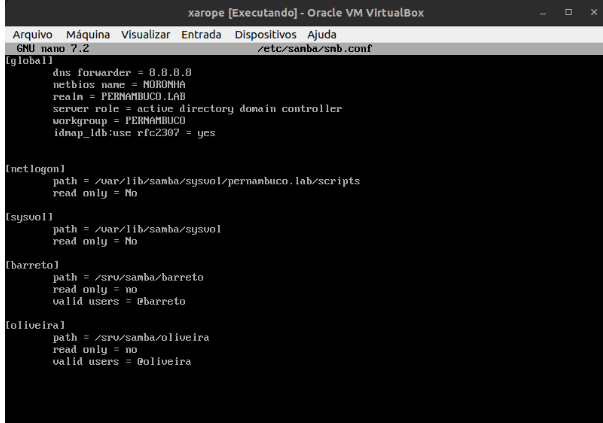 xarope [Executando] - Oracle VM VirtualBox
Arquivo Máquina Visualizar Entrada Dispositivos Ajuda
GNU nano 7.2 /etc/samba/smb.conf
[global]
dns forwarder = 8.8.8.8
netbios name = NORONHA
realm = PERNAMBUCO.LAB
server role = active directory domain controller
workgroup = PERNAMBUCO
idmap_ldb:use rfc2307 = yes
[netlogon]
path = /var/lib/samba/sysvol/pernambuco.lab/scripts
read only = No
[sysvol]
path = /var/lib/samba/sysvol
read only = No
[barreto]
path = /srv/samba/barreto
read only = no
valid users = @barreto
[oliveira]
path = /srv/samba/oliveira
read only = no
valid users = @oliveira